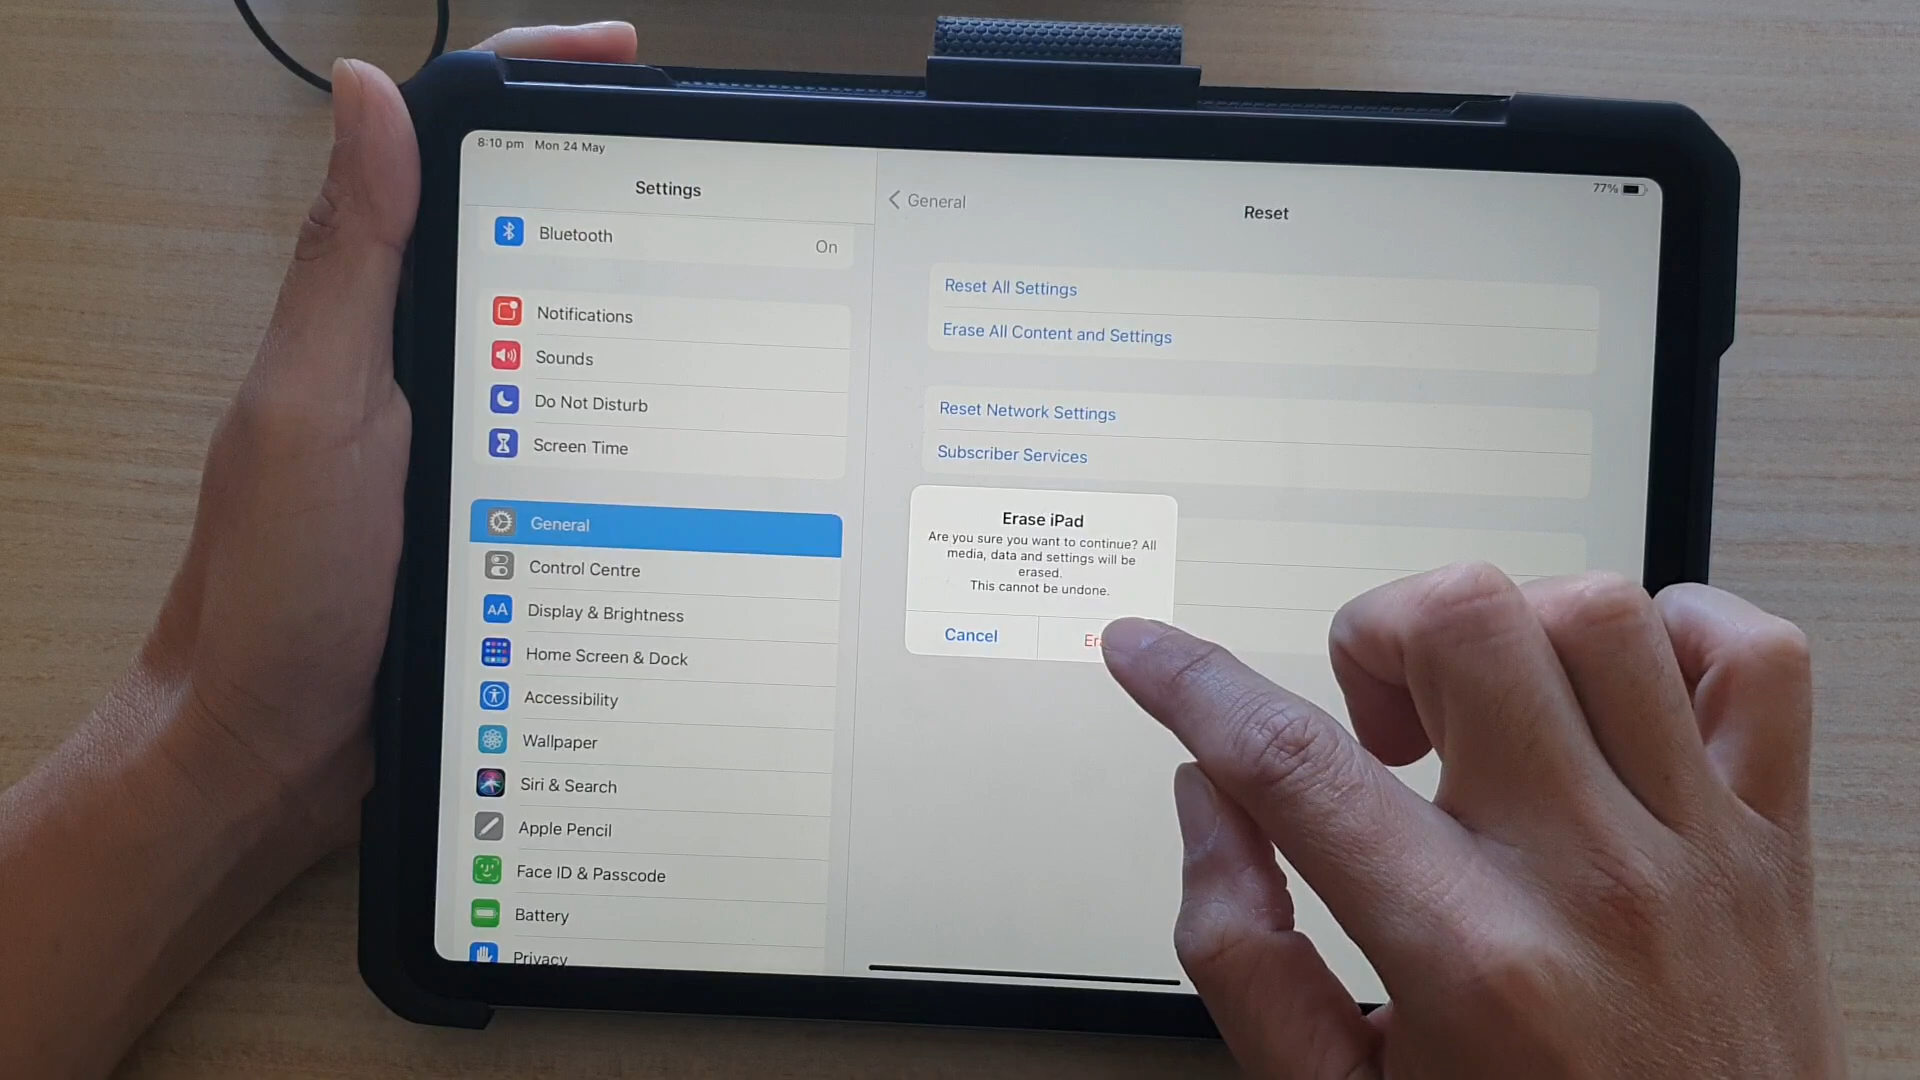 8:10 pm Mon 24 May
77%
Settings
Bluetooth On
Notifications
Sounds
Do Not Disturb
Screen Time
General
Control Centre
AA Display & Brightness
Home Screen & Dock
Accessibility
Wallpaper
Siri & Search
Apple Pencil
Face ID & Passcode
Battery
Privacy
General
Reset
Reset All Settings
Erase All Content and Settings
Reset Network Settings
Subscriber Services
Erase iPad
Are you sure you want to continue? All
media, data and settings will be
erased.
This cannot be undone.
Cancel